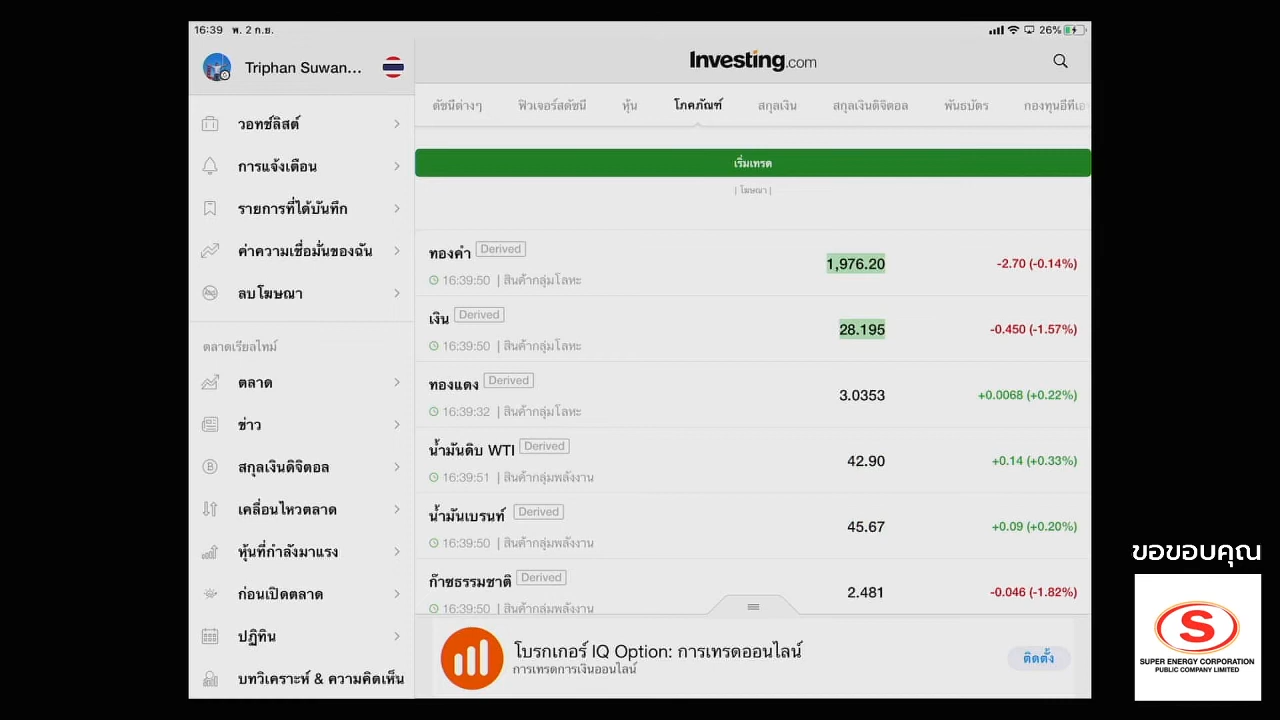 16:39 พ. 2 ก.ย.
26%
Triphan Suwan...
Investing.com
วอทช์ลิสต์
การแจ้งเตือน
รายการที่ได้บันทึก
ค่าความเชื่อมั่นของฉัน
ลบโฆษณา
ตลาดเรียลไทม์
ตลาด
ข่าว
สกุลเงินดิจิตอล
เคลื่อนไหวตลาด
หุ้นที่กำลังมาแรง
ก่อนเปิดตลาด
ปฏิทิน
บทวิเคราะห์ & ความคิดเห็น
ดัชนีต่างๆ ฟิวเจอร์สดัชนี หุ้น โภคภัณฑ์ สกุลเงิน สกุลเงินดิจิตอล พันธบัตร กองทุนอีทีเอ
เริ่มเทรด
| โฆษณา |
ทองคำ Derived 1,976.20 -2.70 (-0.14%)
16:39:50 | สินค้ากลุ่มโลหะ
เงิน Derived 28.195 -0.450 (-1.57%)
16:39:50 | สินค้ากลุ่มโลหะ
ทองแดง Derived 3.0353 +0.0068 (+0.22%)
16:39:32 | สินค้ากลุ่มโลหะ
น้ำมันดิบ WTI Derived 42.90 +0.14 (+0.33%)
16:39:51 | สินค้ากลุ่มพลังงาน
น้ำมันเบรนท์ Derived 45.67 +0.09 (+0.20%)
16:39:50 | สินค้ากลุ่มพลังงาน
ก๊าซธรรมชาติ Derived 2.481 -0.046 (-1.82%)
16:39:50 | สินค้ากลุ่มพลังงาน
โบรกเกอร์ IQ Option: การเทรดออนไลน์
การเทรดการเงินออนไลน์
ติดตั้ง
ขอขอบคุณ
S
SUPER ENERGY CORPORATION
PUBLIC COMPANY LIMITED